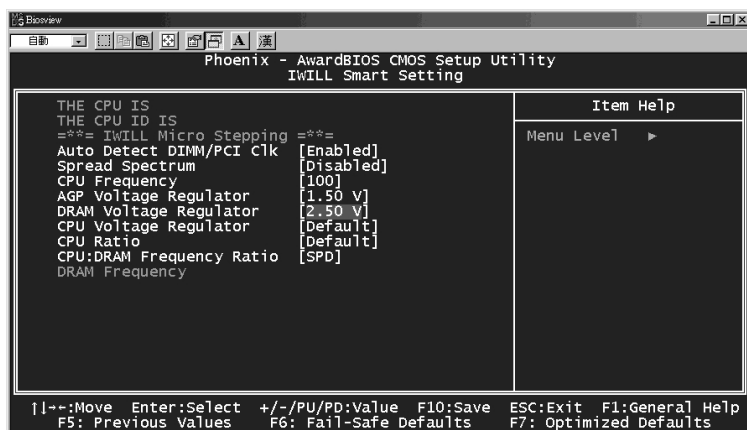 Biosview
自動
A 漢
Phoenix - AwardBIOS CMOS Setup Utility
IWILL Smart Setting
THE CPU IS
THE CPU ID IS
=**= IWILL Micro Stepping =**=
Auto Detect DIMM/PCI Clk [Enabled]
Spread Spectrum [Disabled]
CPU Frequency [100]
AGP Voltage Regulator [1.50 V]
DRAM Voltage Regulator [2.50 V]
CPU Voltage Regulator [Default]
CPU Ratio [Default]
CPU:DRAM Frequency Ratio [SPD]
DRAM Frequency
Item Help
Menu Level ►
↑↓→←:Move Enter:Select +/-/PU/PD:Value F10:Save ESC:Exit F1:General Help
F5: Previous Values F6: Fail-Safe Defaults F7: Optimized Defaults